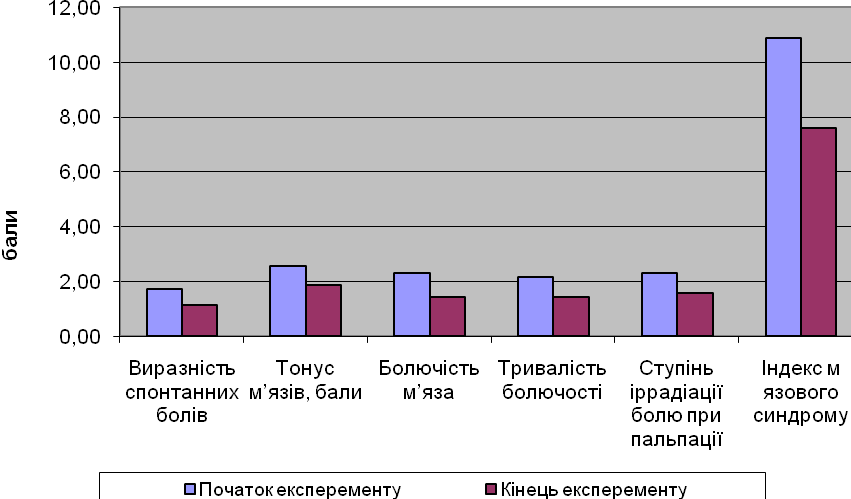 12,00
10,00
8,00
6,00
4,00
2,00
0,00
бали
Виразність
спонтанних
болів
Тонус
м’язів, бали
Болючість
м’яза
Тривалість
болючості
Ступінь
іррадіації
болю при
пальпації
Індекс м
язового
синдрому
Початок експеременту
Кінець експеременту